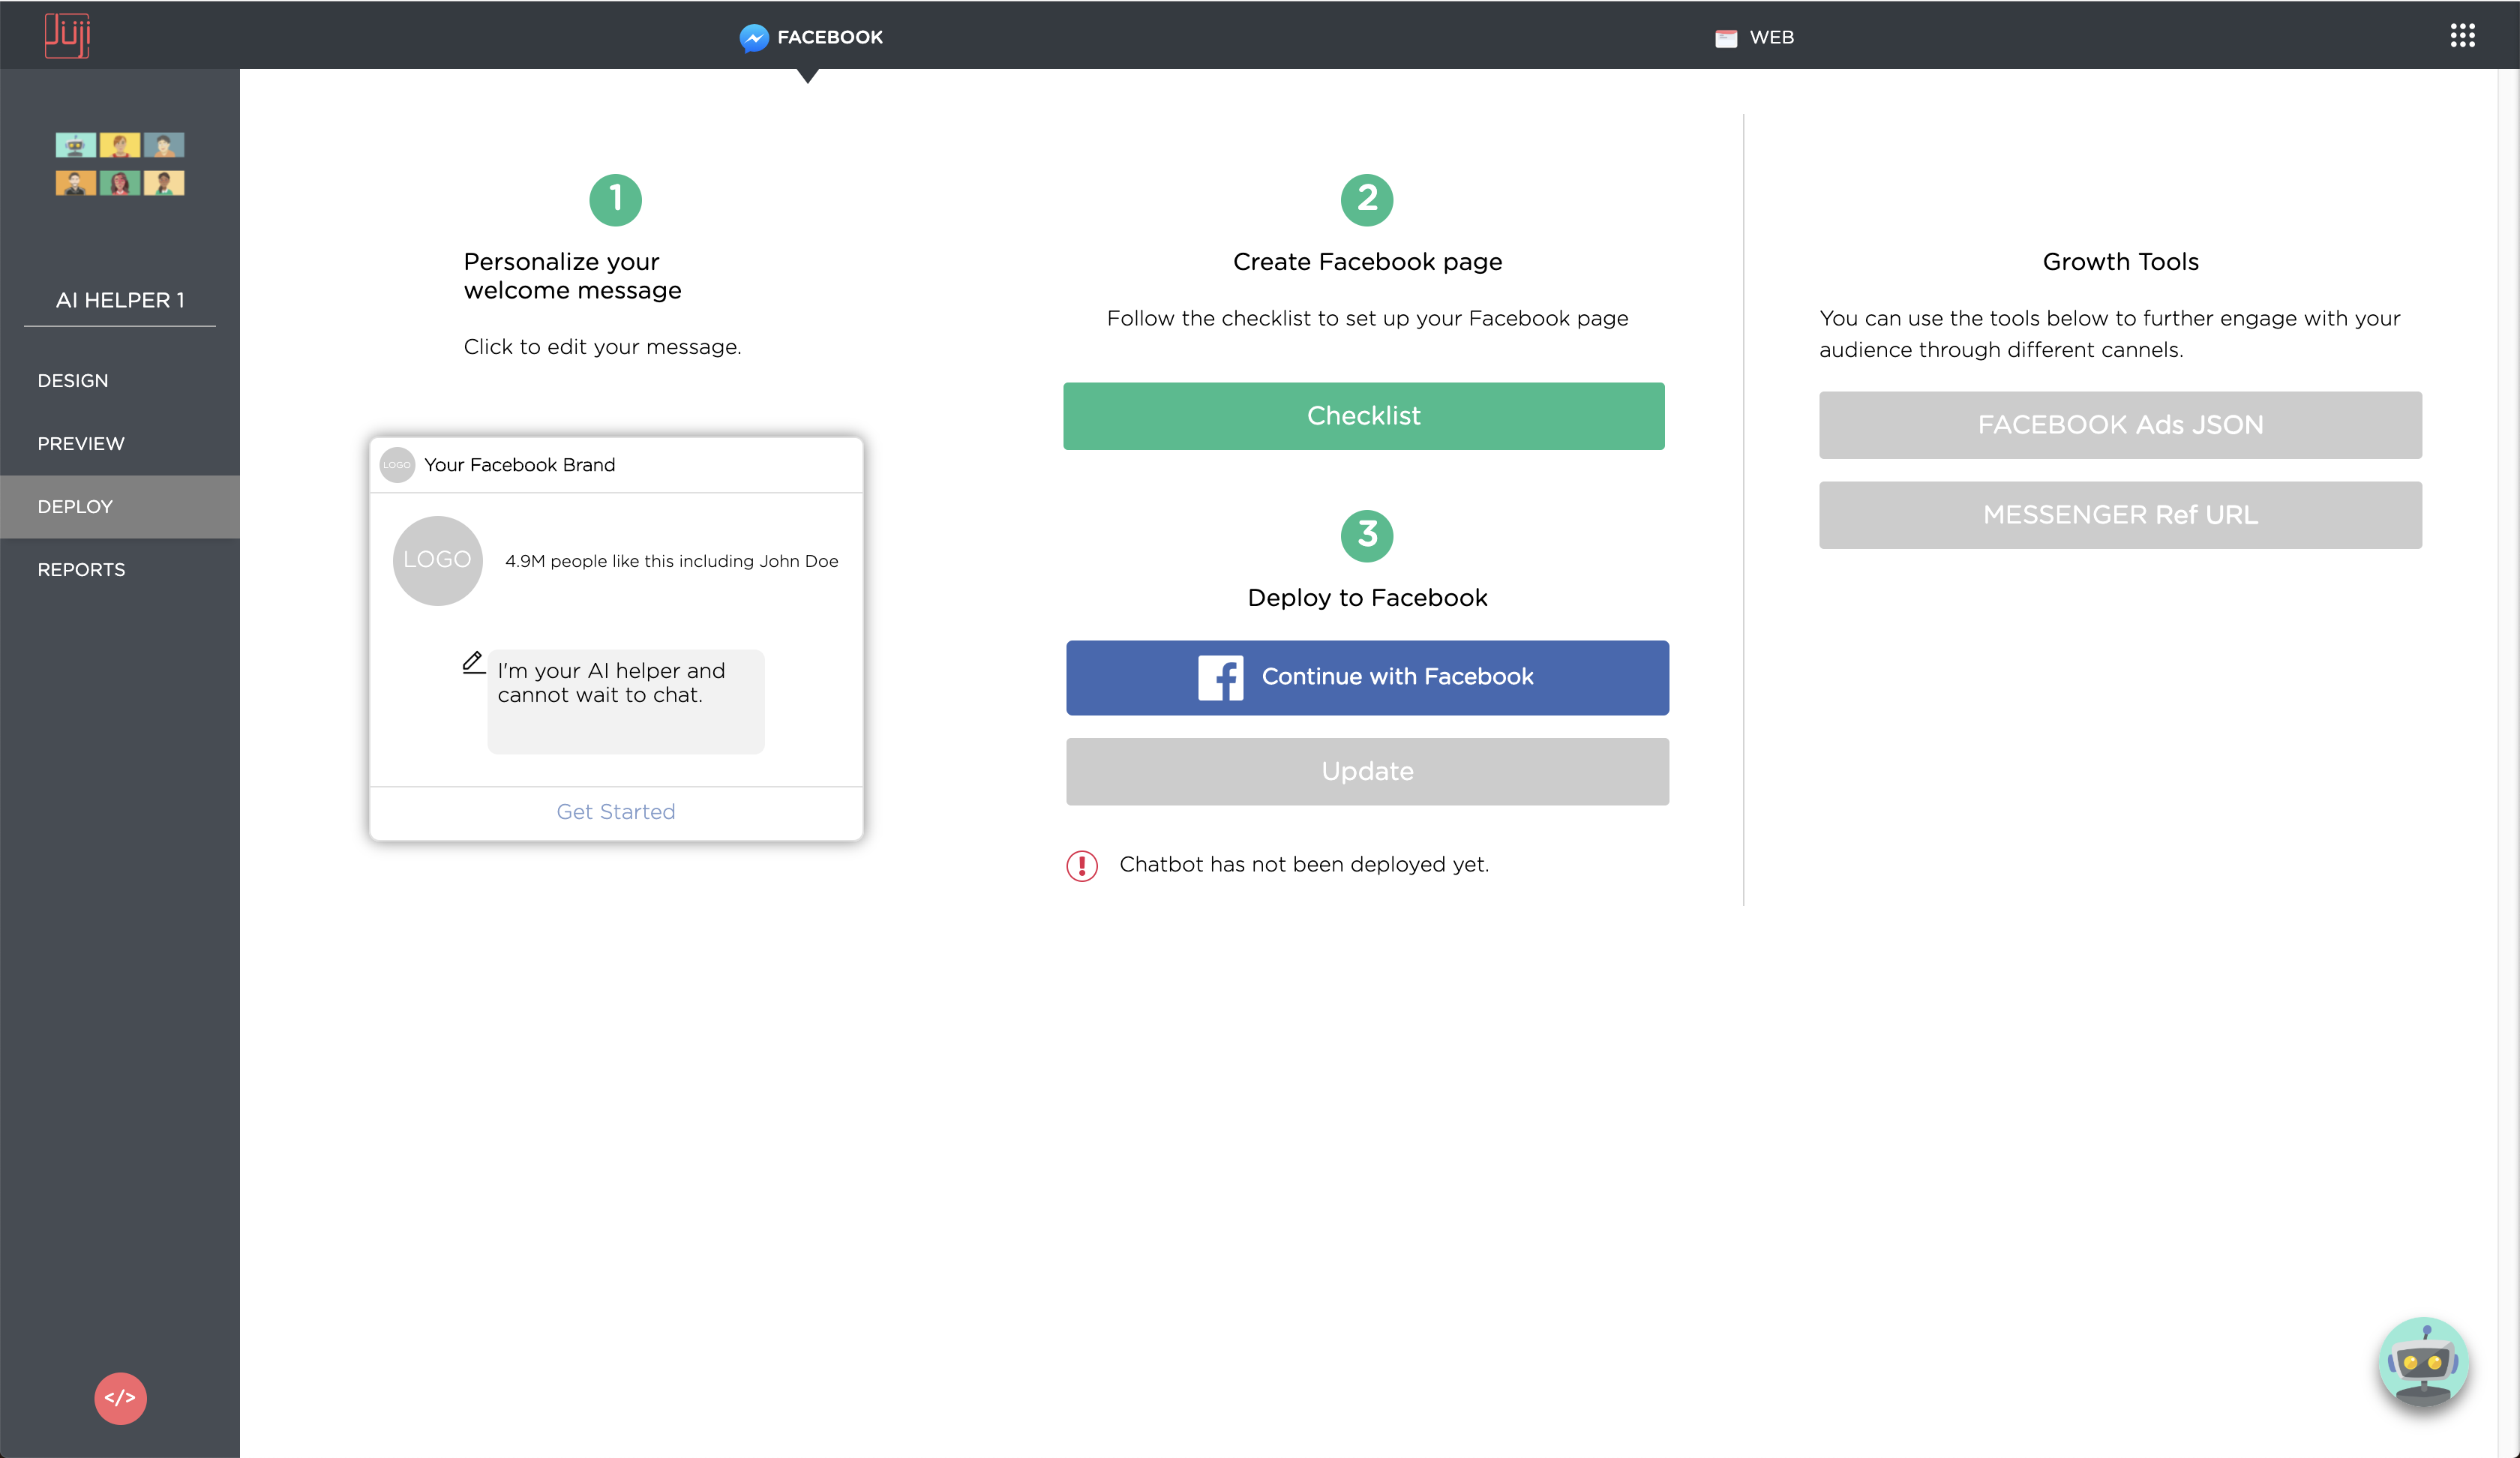 Juji
FACEBOOK
WEB
AI HELPER 1
DESIGN
PREVIEW
DEPLOY
REPORTS
</>
1
Personalize your
welcome message
Click to edit your message.
LOGO
Your Facebook Brand
LOGO
4.9M people like this including John Doe
I'm your AI helper and
cannot wait to chat.
Get Started
2
Create Facebook page
Follow the checklist to set up your Facebook page
Checklist
3
Deploy to Facebook
Continue with Facebook
Update
Chatbot has not been deployed yet.
Growth Tools
You can use the tools below to further engage with your
audience through different cannels.
FACEBOOK Ads JSON
MESSENGER Ref URL